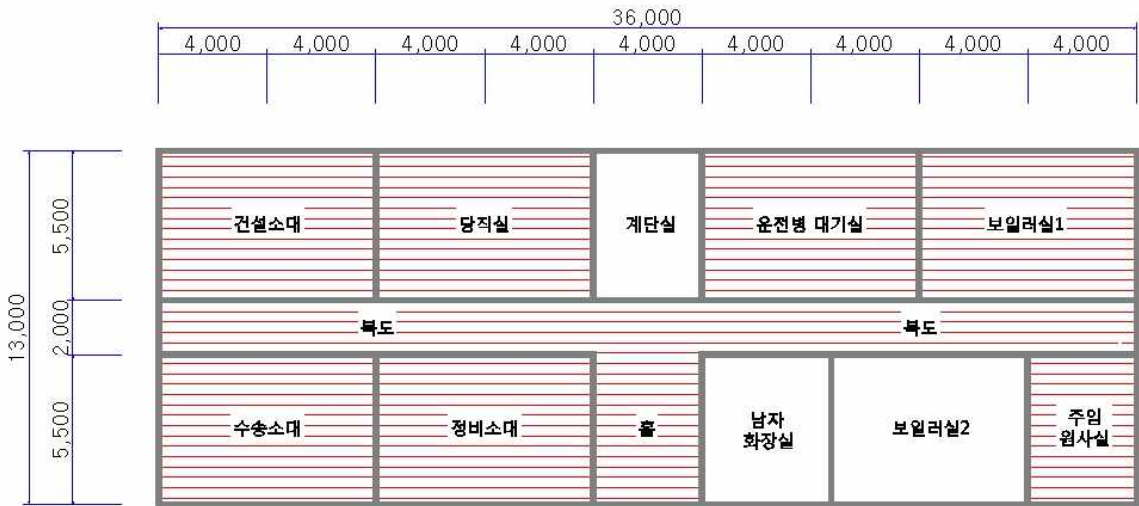 36,000
4,000 4,000 4,000 4,000 4,000 4,000 4,000 4,000 4,000
13,000
5,500
2,000
5,500
건설소대 당직실 계단실 운전병 대기실 보일러실1
복도 복도
수송소대 정비소대 홀 남자
화장실 보일러실2 주임
원사실